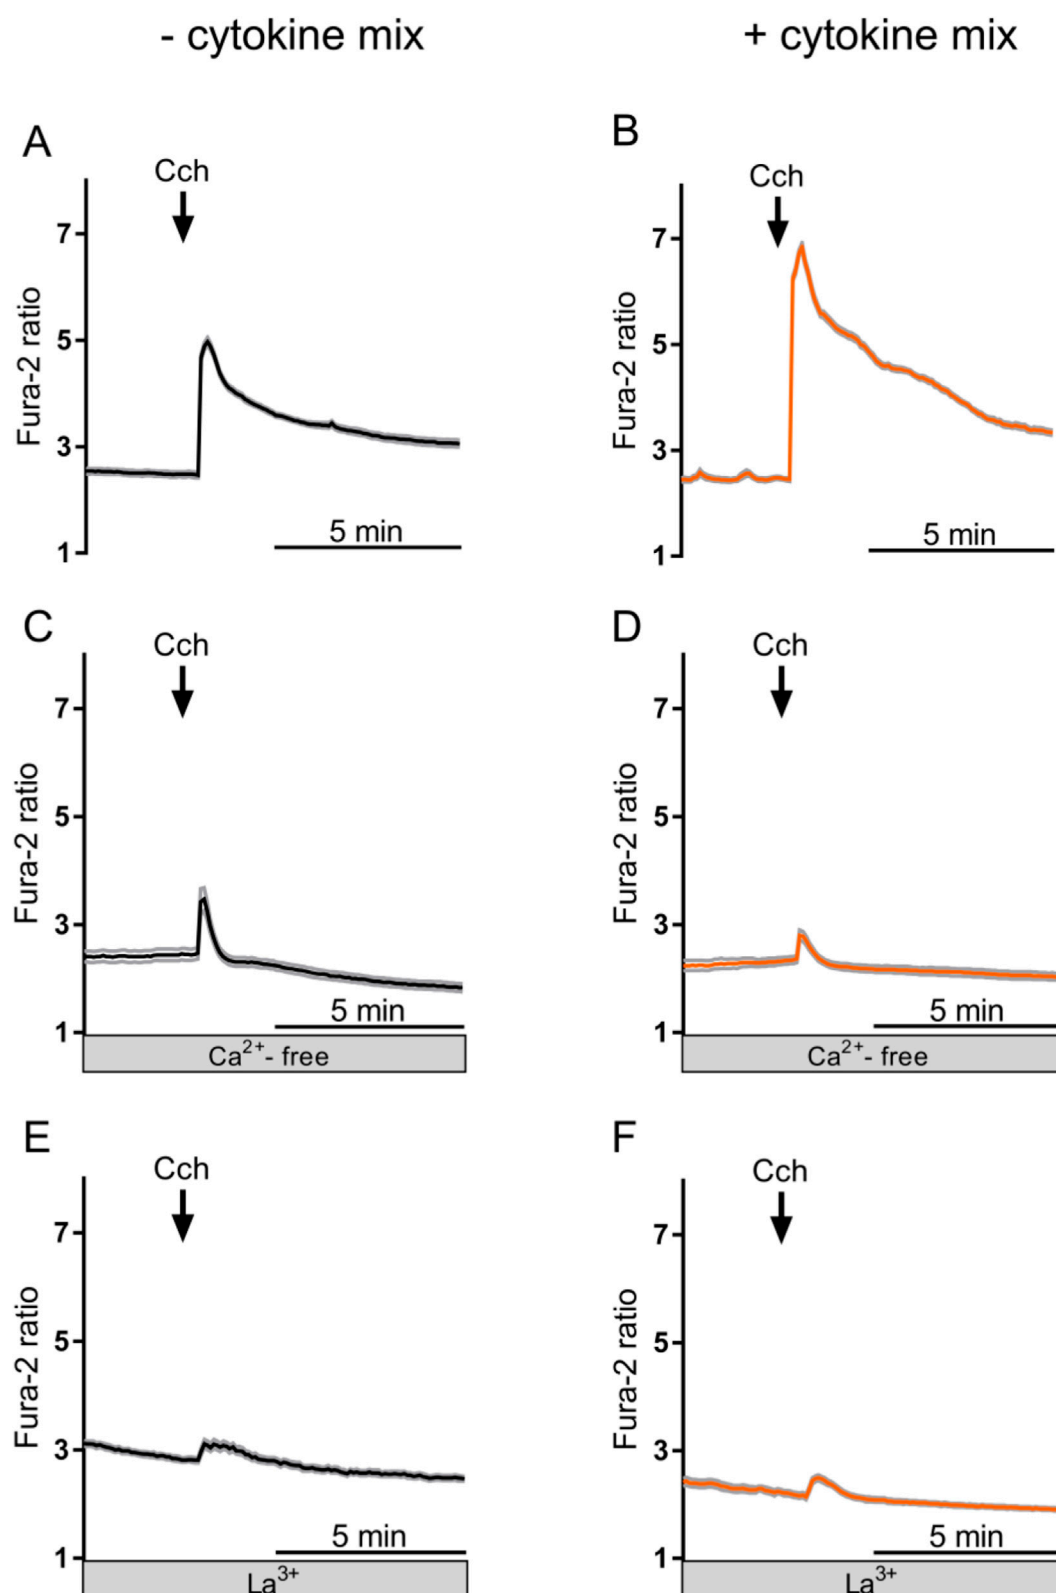 - cytokine mix
+ cytokine mix
A
Cch
7
5
3
1
Fura-2 ratio
5 min
B
Cch
7
5
3
1
Fura-2 ratio
5 min
C
Cch
7
5
3
1
Fura-2 ratio
5 min
Ca²⁺- free
D
Cch
7
5
3
1
Fura-2 ratio
5 min
Ca²⁺- free
E
Cch
7
5
3
1
Fura-2 ratio
5 min
La³⁺
F
Cch
7
5
3
1
Fura-2 ratio
5 min
La³⁺